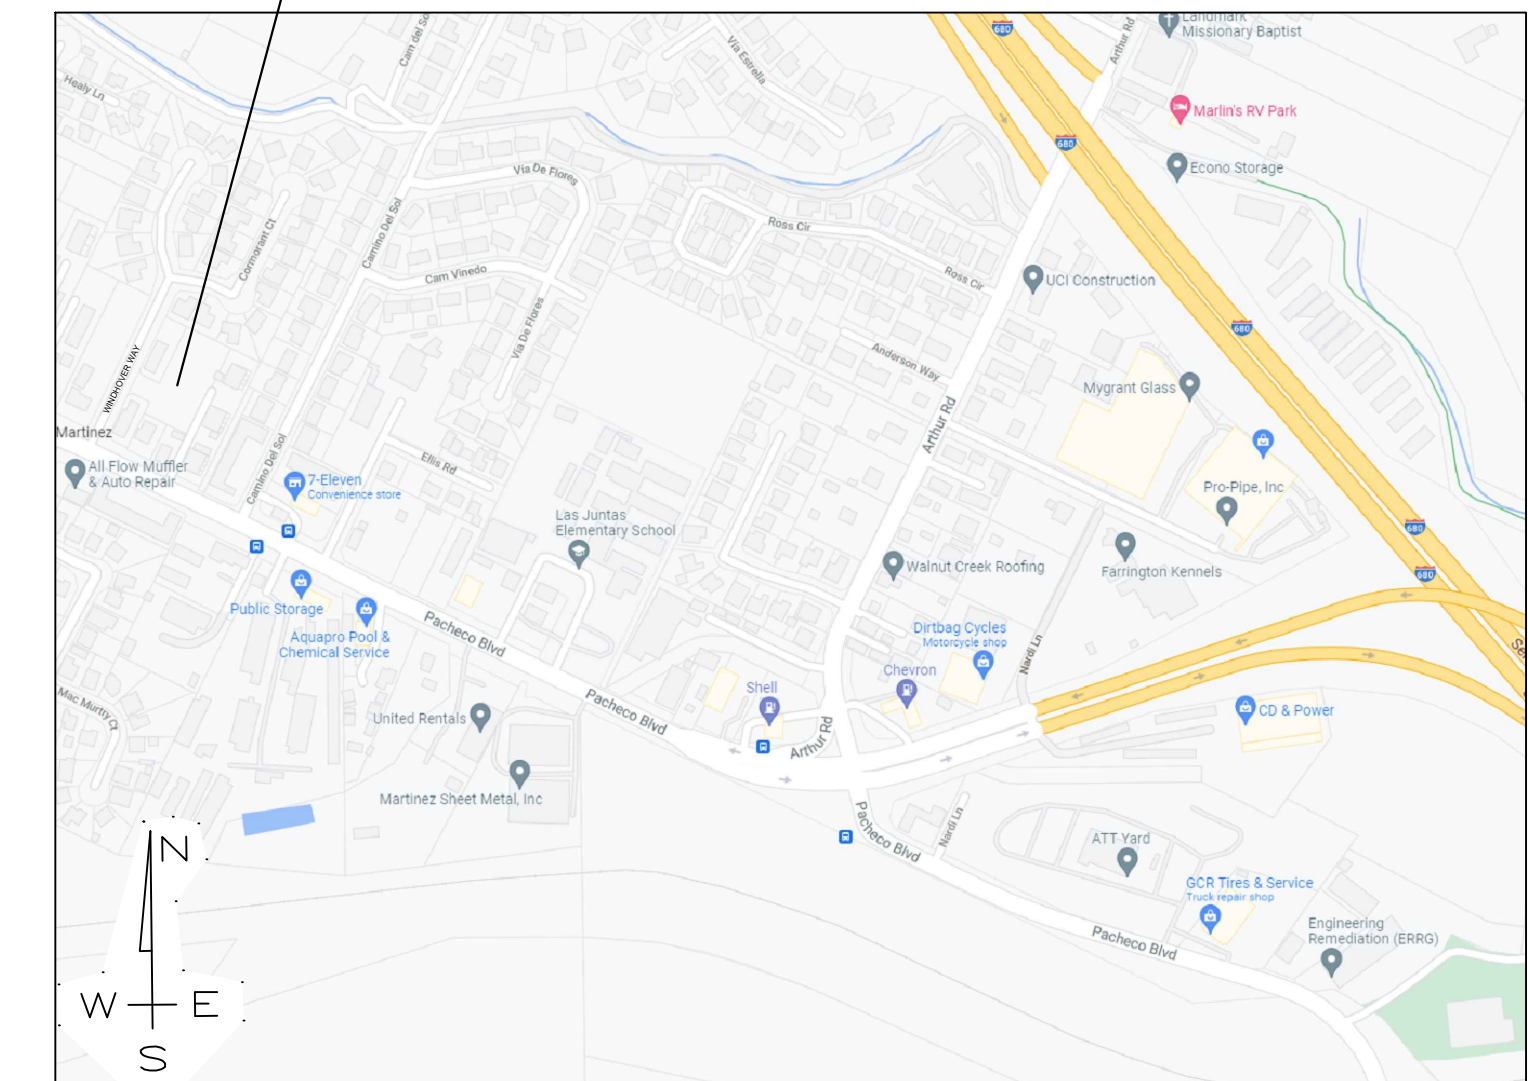 Landmark
Missionary Baptist
680
Arthur Rd
Cam del So
Via Estrella
Healy Ln
Marlin's RV Park
680
Econo Storage
Via De Flores
Camino Del Sol
Cormorant Ct
Ross Cir
Cam Vinedo
Ross Cir
UCI Construction
Via De Flores
680
WINDHOVER WAY
Anderson Way
Mygrant Glass
Arthur Rd
Martinez
All Flow Muffler
& Auto Repair
Camino Del Sol
Ellis Rd
7-Eleven
Convenience store
Pro-Pipe, Inc
Las Juntas
Elementary School
680
Walnut Creek Roofing
Farrington Kennels
680
Public Storage
Aquapro Pool &
Chemical Service
Pacheco Blvd
Dirtbag Cycles
Motorcycle shop
Nardi Ln
Se
Chevron
Shell
Mac Murtry Ct
United Rentals
Pacheco Blvd
Arthur Rd
CD & Power
Martinez Sheet Metal, Inc
Pacheco Blvd
Nardi Ln
ATT Yard
N
GCR Tires & Service
Truck repair shop
Engineering
Remediation (ERRG)
Pacheco Blvd
W E
S